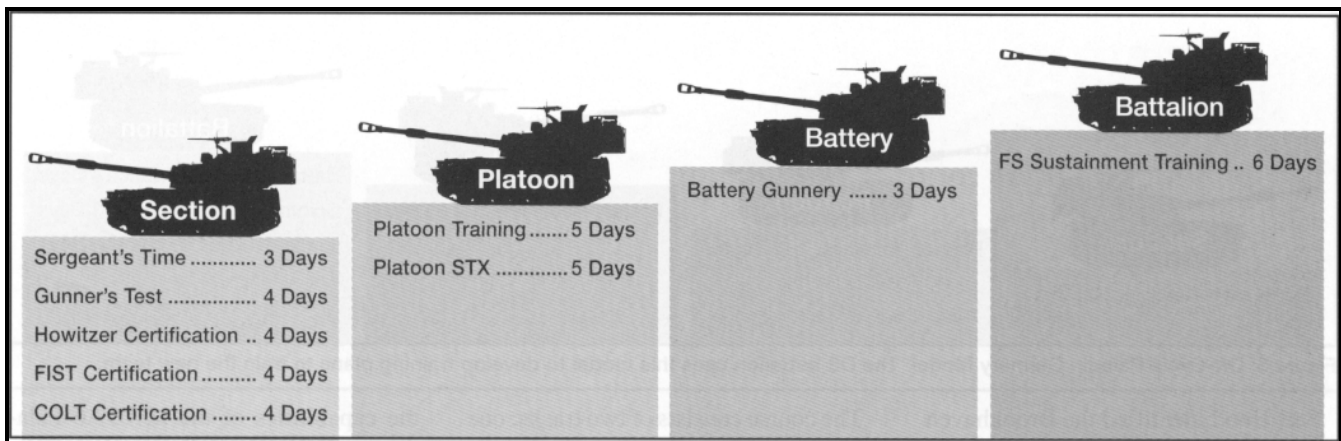 Section
Sergeant's Time ............ 3 Days
Gunner's Test ................ 4 Days
Howitzer Certification .. 4 Days
FIST Certification ......... 4 Days
COLT Certification ........ 4 Days
Platoon
Platoon Training ....... 5 Days
Platoon STX ............. 5 Days
Battery
Battery Gunnery ....... 3 Days
Battalion
FS Sustainment Training .. 6 Days